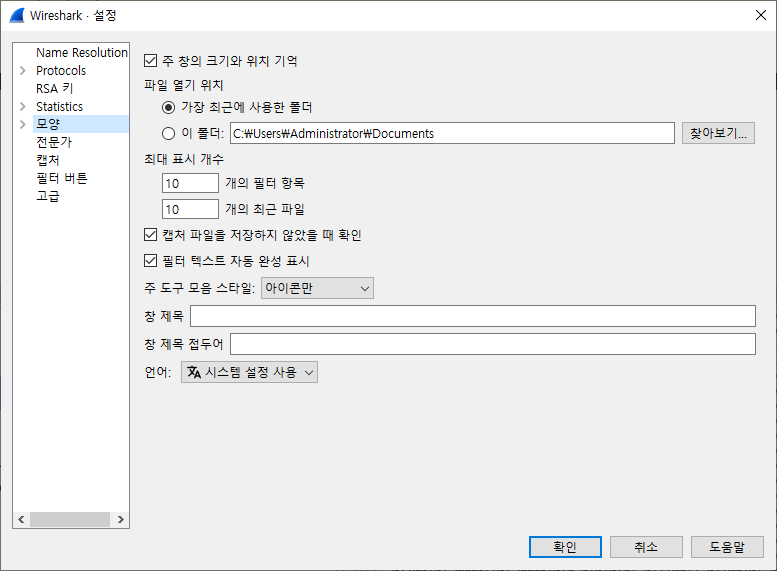 Wireshark · 설정
Name Resolution
Protocols
RSA 키
Statistics
모양
전문가
캡처
필터 버튼
고급
주 창의 크기와 위치 기억
파일 열기 위치
가장 최근에 사용한 폴더
이 폴더: C:₩Users₩Administrator₩Documents 찾아보기...
최대 표시 개수
10 개의 필터 항목
10 개의 최근 파일
캡처 파일을 저장하지 않았을 때 확인
필터 텍스트 자동 완성 표시
주 도구 모음 스타일: 아이콘만
창 제목
창 제목 접두어
언어: 시스템 설정 사용
확인 취소 도움말